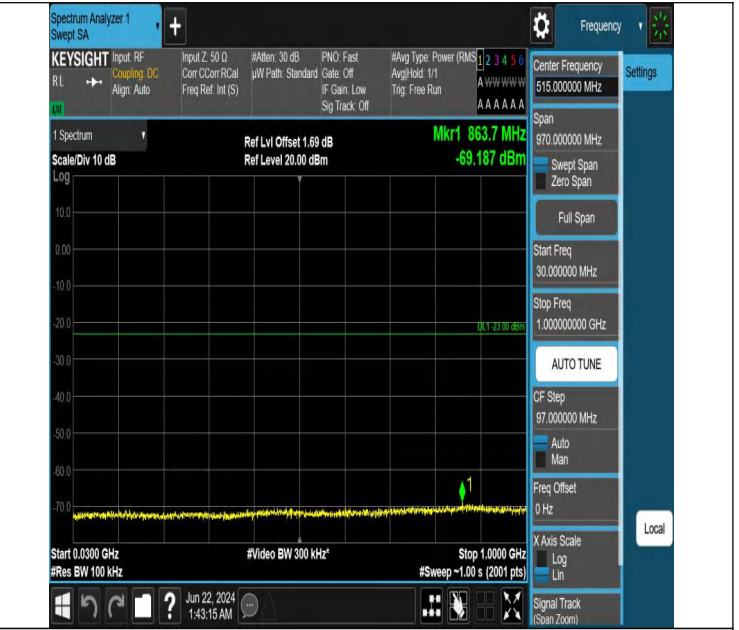 Spectrum Analyzer 1
Swept SA
+
Frequency
KEYSIGHT
RL
Input: RF
Coupling: DC
Align: Auto
Input Z: 50 Ω
Corr CCorr RCal
Freq Ref: Int (S)
#Atten: 30 dB
µW Path: Standard
PNO: Fast
Gate: Off
IF Gain: Low
Sig Track: Off
#Avg Type: Power (RMS
Avg|Hold: 1/1
Trig: Free Run
1 2 3 4 5 6
A W W W W W
A A A A A A
1 Spectrum
Scale/Div 10 dB
Log
Ref Lvl Offset 1.69 dB
Ref Level 20.00 dBm
Mkr1 863.7 MHz
-69.187 dBm
10.0
0.00
-10.0
-20.0
-30.0
-40.0
-50.0
-60.0
-70.0
DL1 -23.00 dBm
1
Start 0.0300 GHz
#Res BW 100 kHz
#Video BW 300 kHz*
Stop 1.0000 GHz
#Sweep ~1.00 s (2001 pts)
Jun 22, 2024
1:43:15 AM
Center Frequency
515.000000 MHz
Span
970.000000 MHz
Swept Span
Zero Span
Full Span
Start Freq
30.000000 MHz
Stop Freq
1.000000000 GHz
AUTO TUNE
CF Step
97.000000 MHz
Auto
Man
Freq Offset
0 Hz
X Axis Scale
Log
Lin
Signal Track
(Span Zoom)
Settings
Local